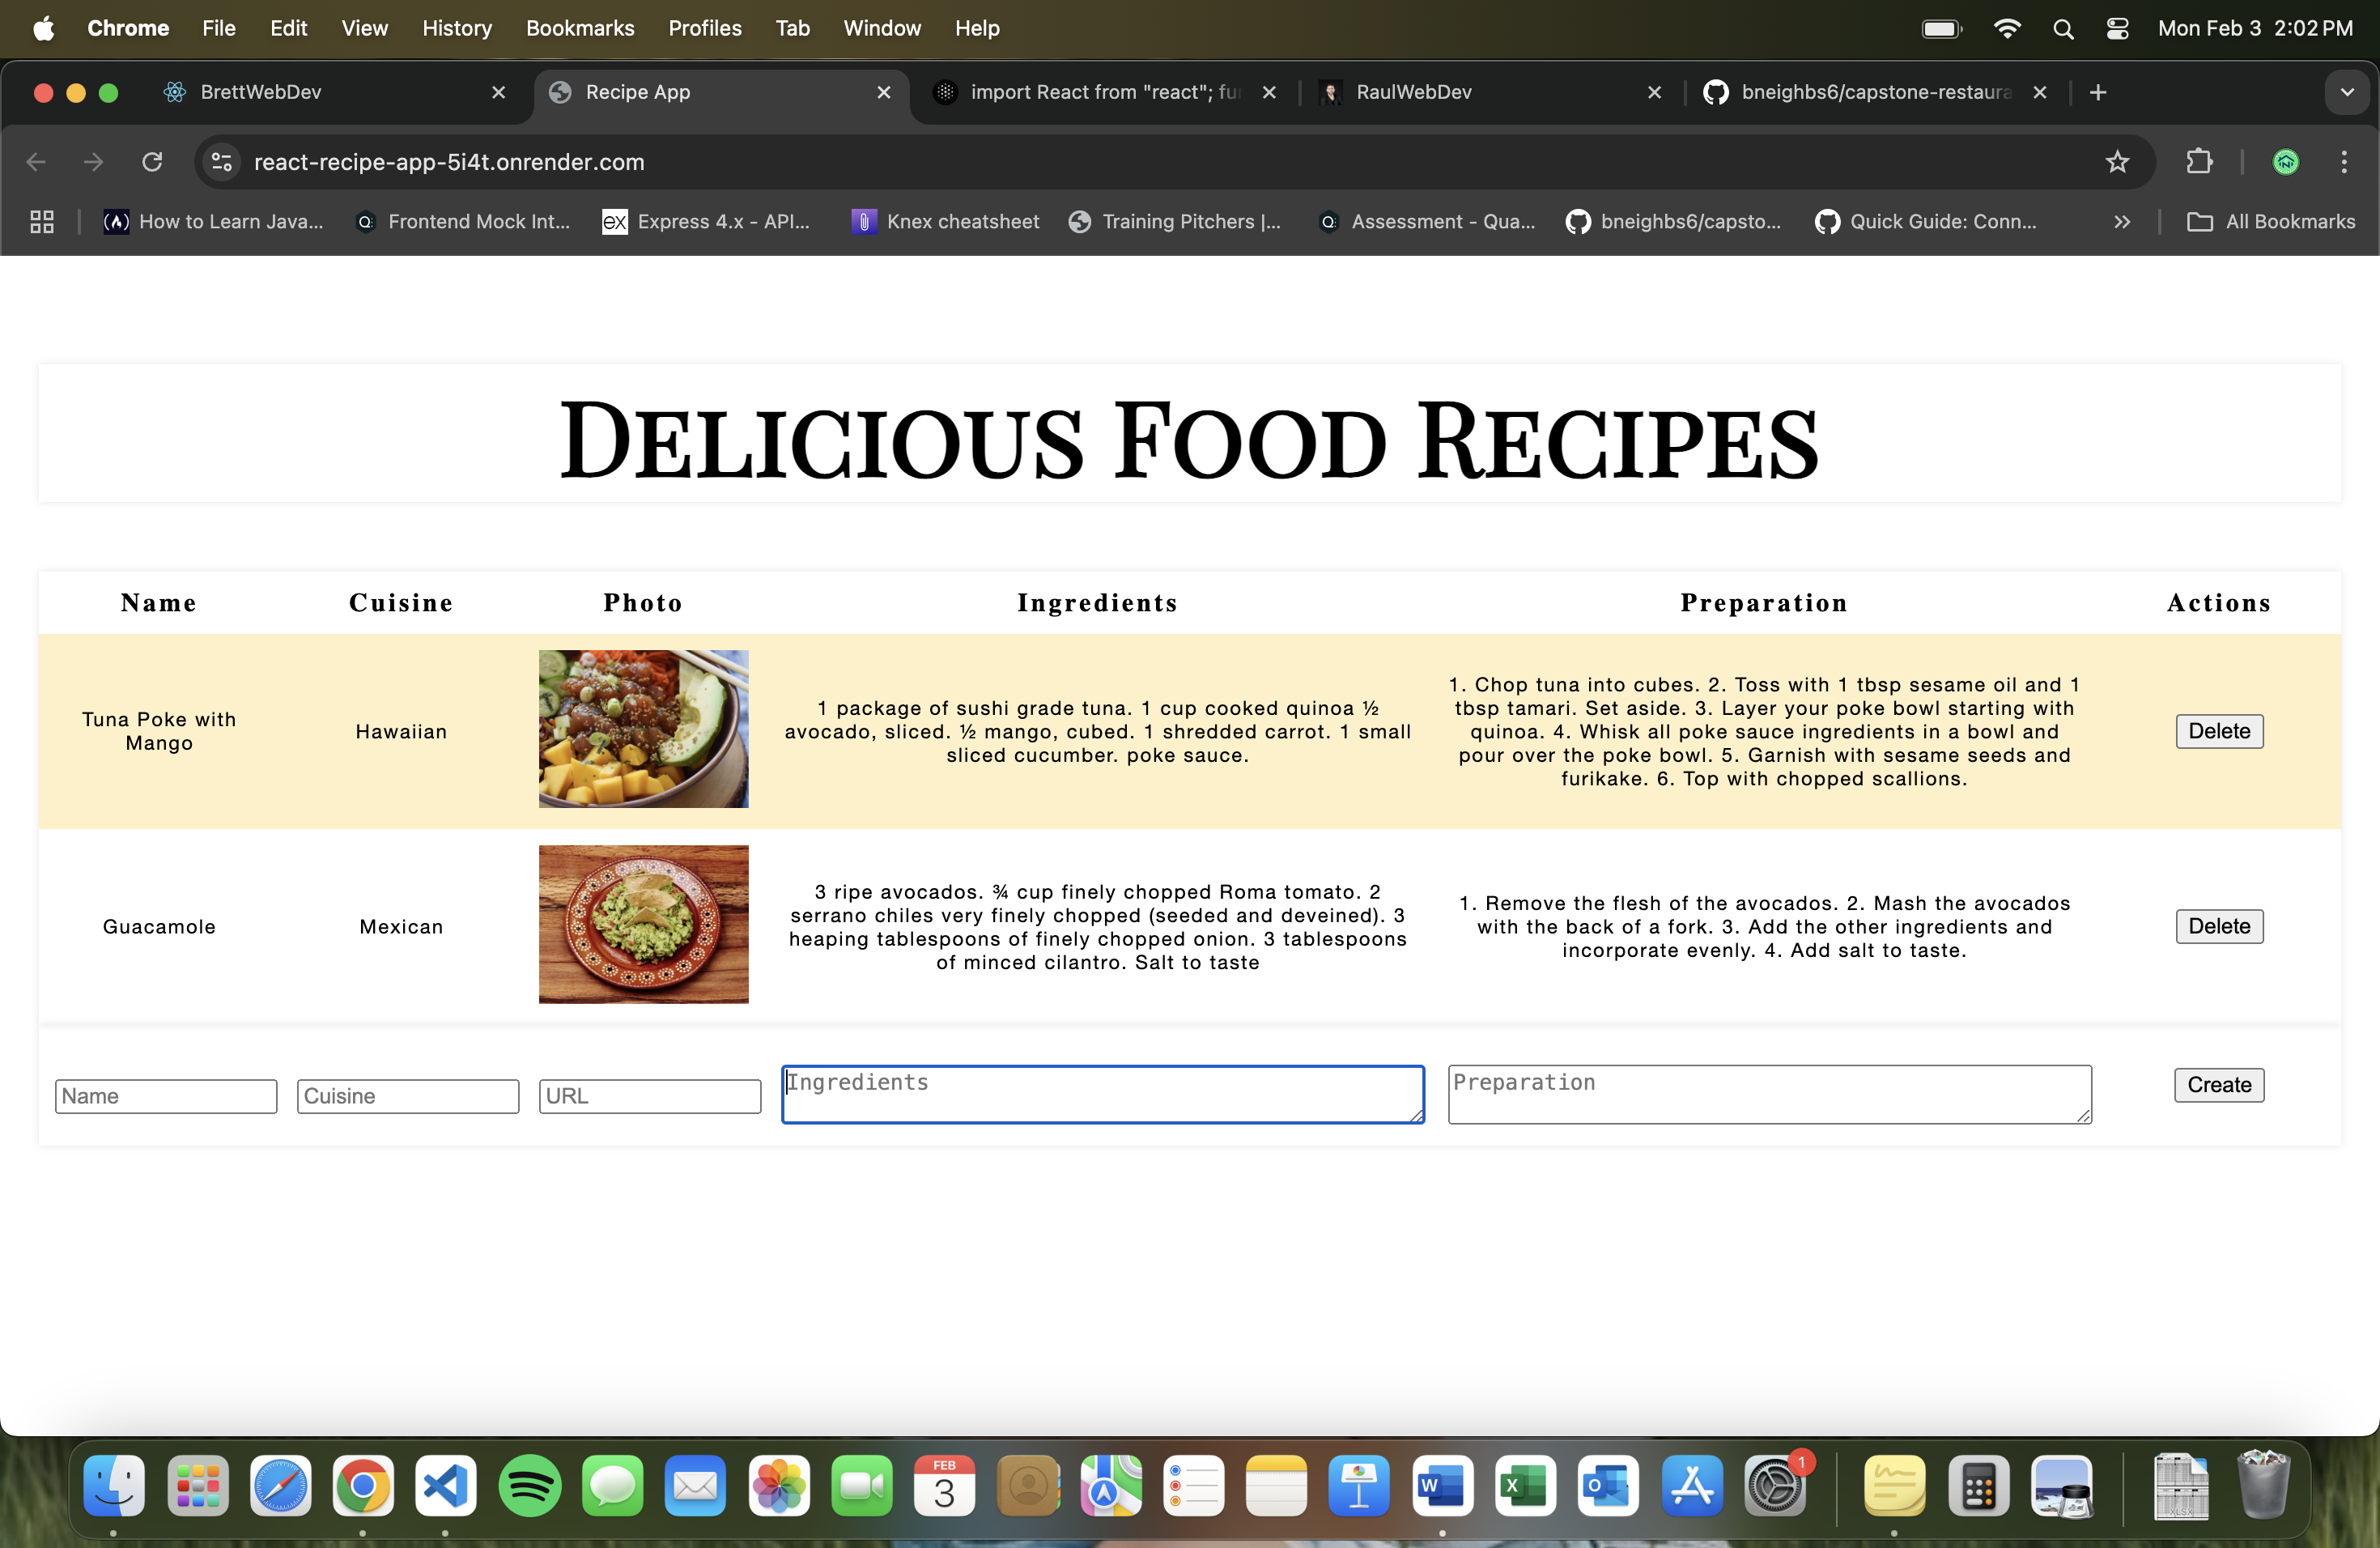 Chrome File Edit View History Bookmarks Profiles Tab Window Help Mon Feb 3 2:02 PM
BrettWebDev Recipe App import React from "react"; fu RaulWebDev bneighbs6/capstone-restaura
react-recipe-app-5i4t.onrender.com
How to Learn Java... Frontend Mock Int... ex Express 4.x - API... Knex cheatsheet Training Pitchers |... Assessment - Qua... bneighbs6/capsto... Quick Guide: Conn... All Bookmarks
Delicious Food Recipes
Name Cuisine Photo Ingredients Preparation Actions
Tuna Poke with
Mango
Hawaiian
1 package of sushi grade tuna. 1 cup cooked quinoa ½
avocado, sliced. ½ mango, cubed. 1 shredded carrot. 1 small
sliced cucumber. poke sauce.
1. Chop tuna into cubes. 2. Toss with 1 tbsp sesame oil and 1
tbsp tamari. Set aside. 3. Layer your poke bowl starting with
quinoa. 4. Whisk all poke sauce ingredients in a bowl and
pour over the poke bowl. 5. Garnish with sesame seeds and
furikake. 6. Top with chopped scallions.
Delete
Guacamole
Mexican
3 ripe avocados. ¾ cup finely chopped Roma tomato. 2
serrano chiles very finely chopped (seeded and deveined). 3
heaping tablespoons of finely chopped onion. 3 tablespoons
of minced cilantro. Salt to taste
1. Remove the flesh of the avocados. 2. Mash the avocados
with the back of a fork. 3. Add the other ingredients and
incorporate evenly. 4. Add salt to taste.
Delete
Name Cuisine URL Ingredients Preparation Create
FEB
3
W X O 1
XLSX